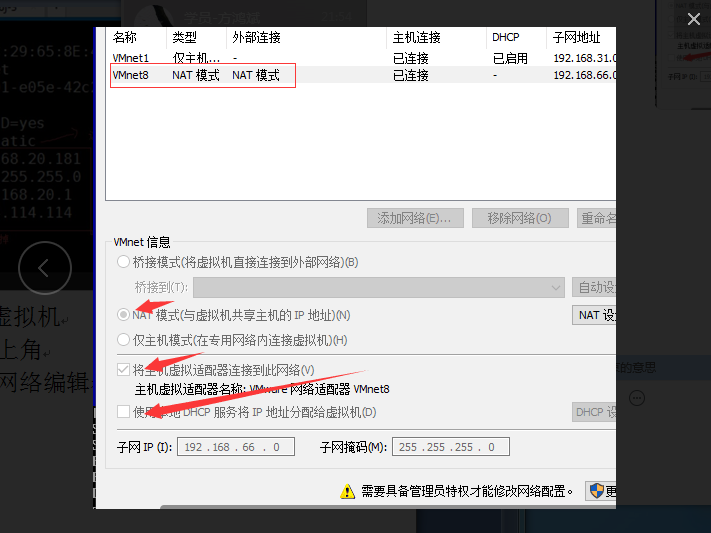 学员-方鸿斌
:29:65:8E:4
1-e05e-42c
D=yes
atic
68.20.181
255.255.0
168.20.1
.114.114
虚拟机
上角
网络编辑
名称 类型 外部连接 主机连接 DHCP 子网地址
VMnet1 仅主机... - 已连接 已启用 192.168.31.0
VMnet8 NAT 模式 NAT 模式 已连接 - 192.168.66.0
添加网络(E)... 移除网络(O) 重命名
VMnet 信息
桥接模式(将虚拟机直接连接到外部网络)(B)
桥接到(T): 自动设
NAT 模式(与虚拟机共享主机的 IP 地址)(N) NAT 设
仅主机模式(在专用网络内连接虚拟机)(H)
将主机虚拟适配器连接到此网络(V)
主机虚拟适配器名称: VMware 网络适配器 VMnet8
使用本地 DHCP 服务将 IP 地址分配给虚拟机(D) DHCP 设
子网 IP (I): 192 . 168 . 66 . 0 子网掩码(M): 255 . 255 . 255 . 0
需要具备管理员特权才能修改网络配置。 更
的意思